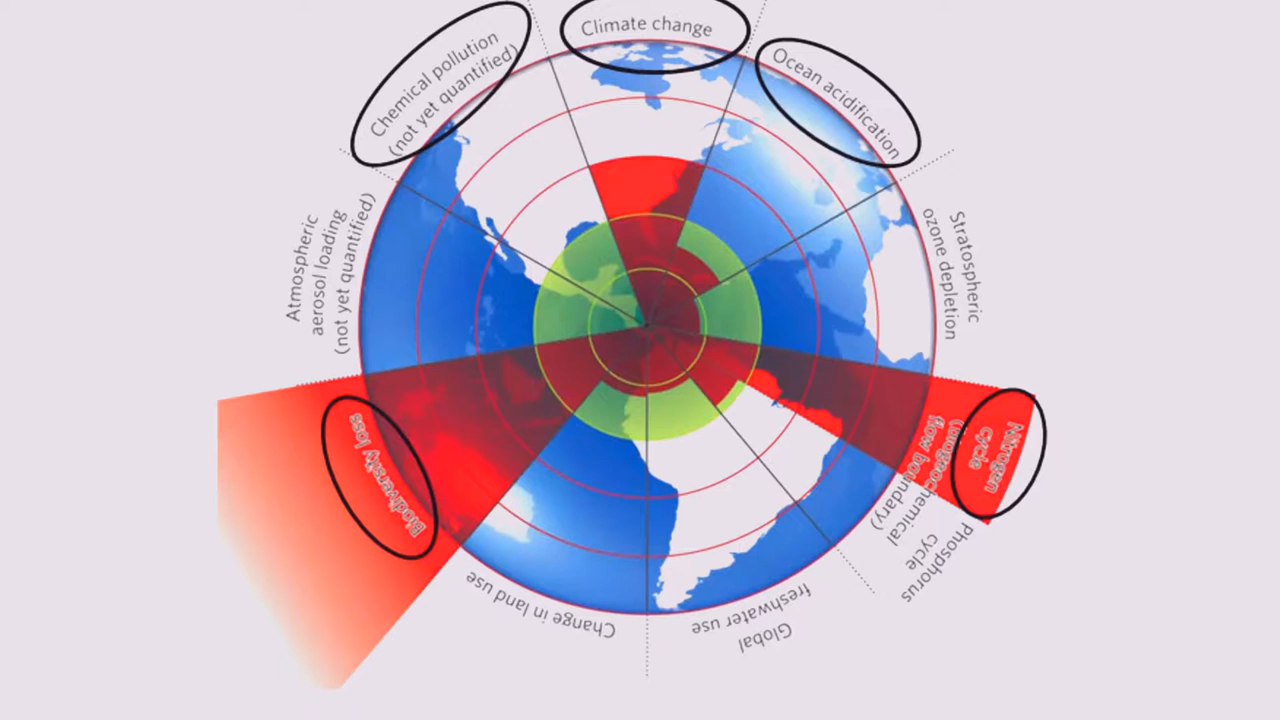 Climate change
Ocean acidification
Stratospheric
ozone depletion
Nitrogen
cycle
(biogeochemical
flow boundary)
Phosphorus
cycle
Global
freshwater use
Change in land use
Biodiversity loss
Atmospheric
aerosol loading
(not yet quantified)
Chemical pollution
(not yet quantified)